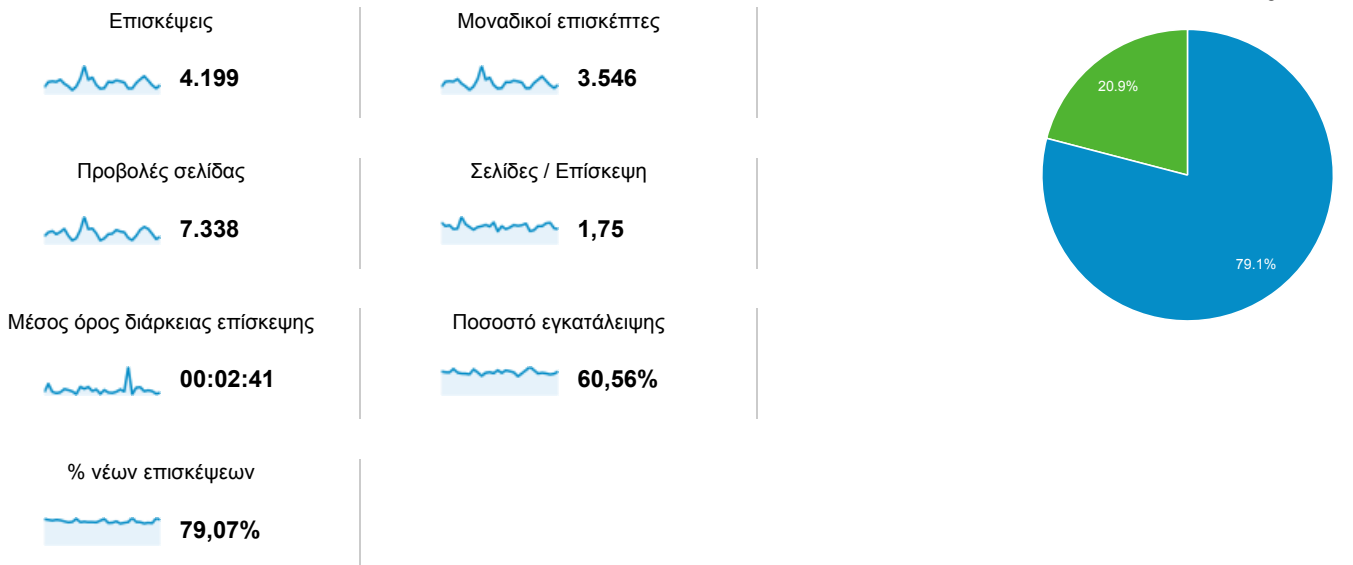 Επισκέψεις
4.199
Μοναδικοί επισκέπτες
3.546
Προβολές σελίδας
7.338
Σελίδες / Επίσκεψη
1,75
Μέσος όρος διάρκειας επίσκεψης
00:02:41
Ποσοστό εγκατάλειψης
60,56%
% νέων επισκέψεων
79,07%
20.9%
79.1%